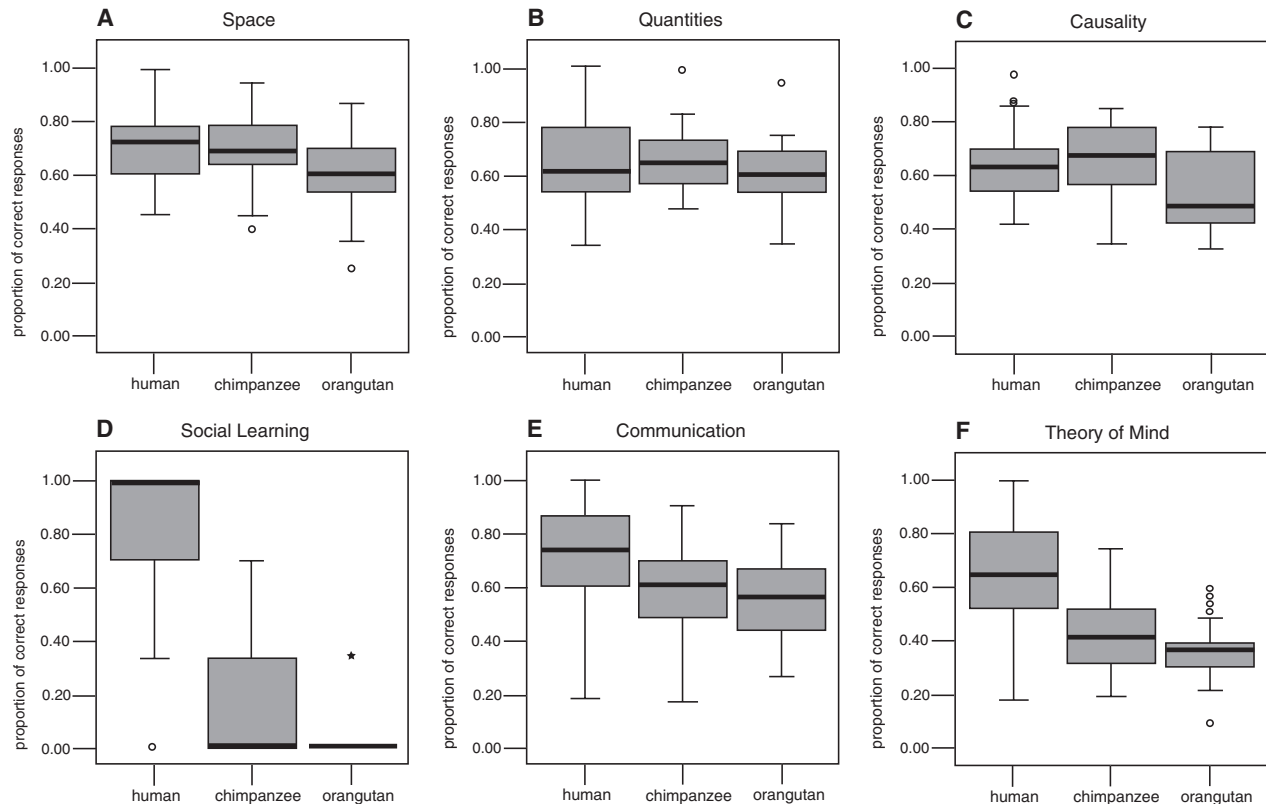 A Space
proportion of correct responses
1.00
0.80
0.60
0.40
0.20
0.00
human chimpanzee orangutan
B Quantities
proportion of correct responses
1.00
0.80
0.60
0.40
0.20
0.00
human chimpanzee orangutan
C Causality
proportion of correct responses
1.00
0.80
0.60
0.40
0.20
0.00
human chimpanzee orangutan
D Social Learning
proportion of correct responses
1.00
0.80
0.60
0.40
0.20
0.00
human chimpanzee orangutan
E Communication
proportion of correct responses
1.00
0.80
0.60
0.40
0.20
0.00
human chimpanzee orangutan
F Theory of Mind
proportion of correct responses
1.00
0.80
0.60
0.40
0.20
0.00
human chimpanzee orangutan